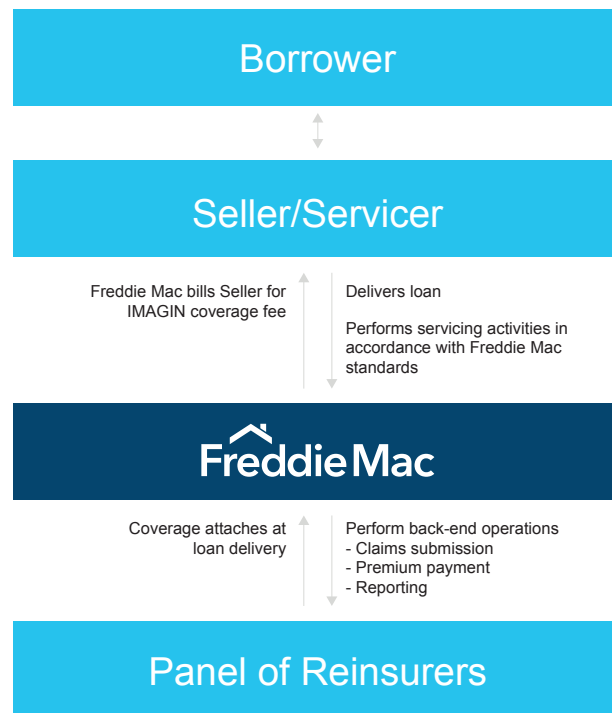 Borrower
Seller/Servicer
Freddie Mac bills Seller for
IMAGIN coverage fee
Delivers loan
Performs servicing activities in
accordance with Freddie Mac
standards
Freddie Mac
Coverage attaches at
loan delivery
Perform back-end operations
- Claims submission
- Premium payment
- Reporting
Panel of Reinsurers